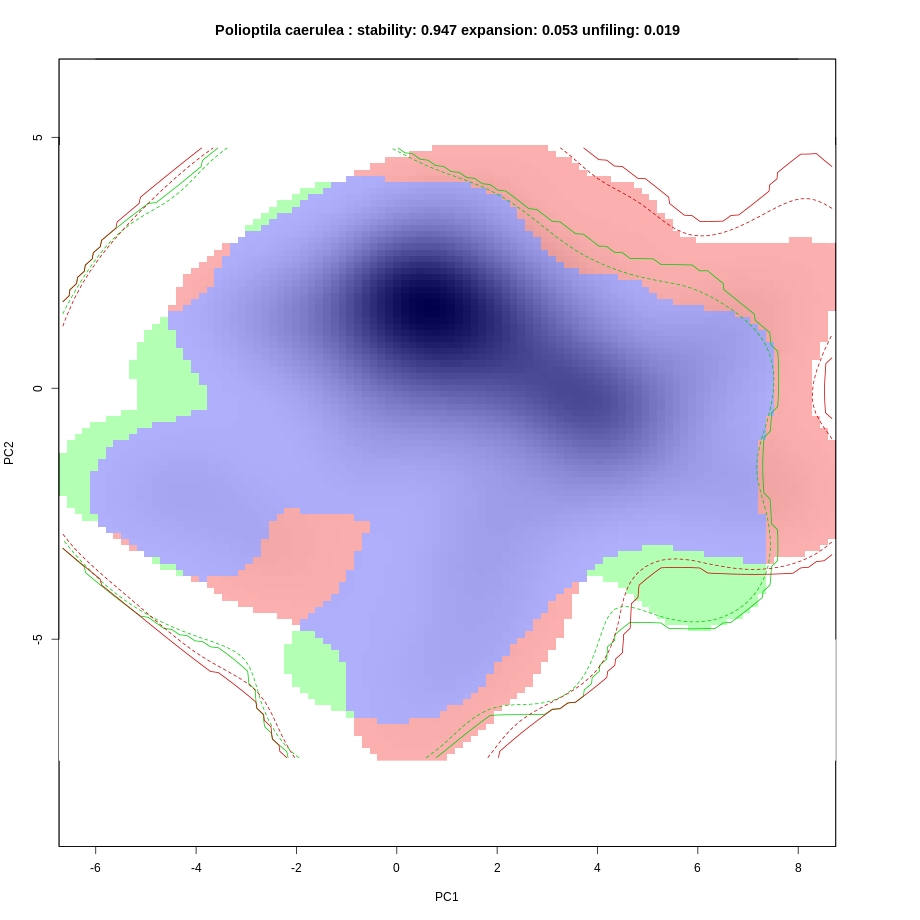 Polioptila caerulea : stability: 0.947 expansion: 0.053 unfiling: 0.019
5
0
-5
PC2
-6 -4 -2 0 2 4 6 8
PC1